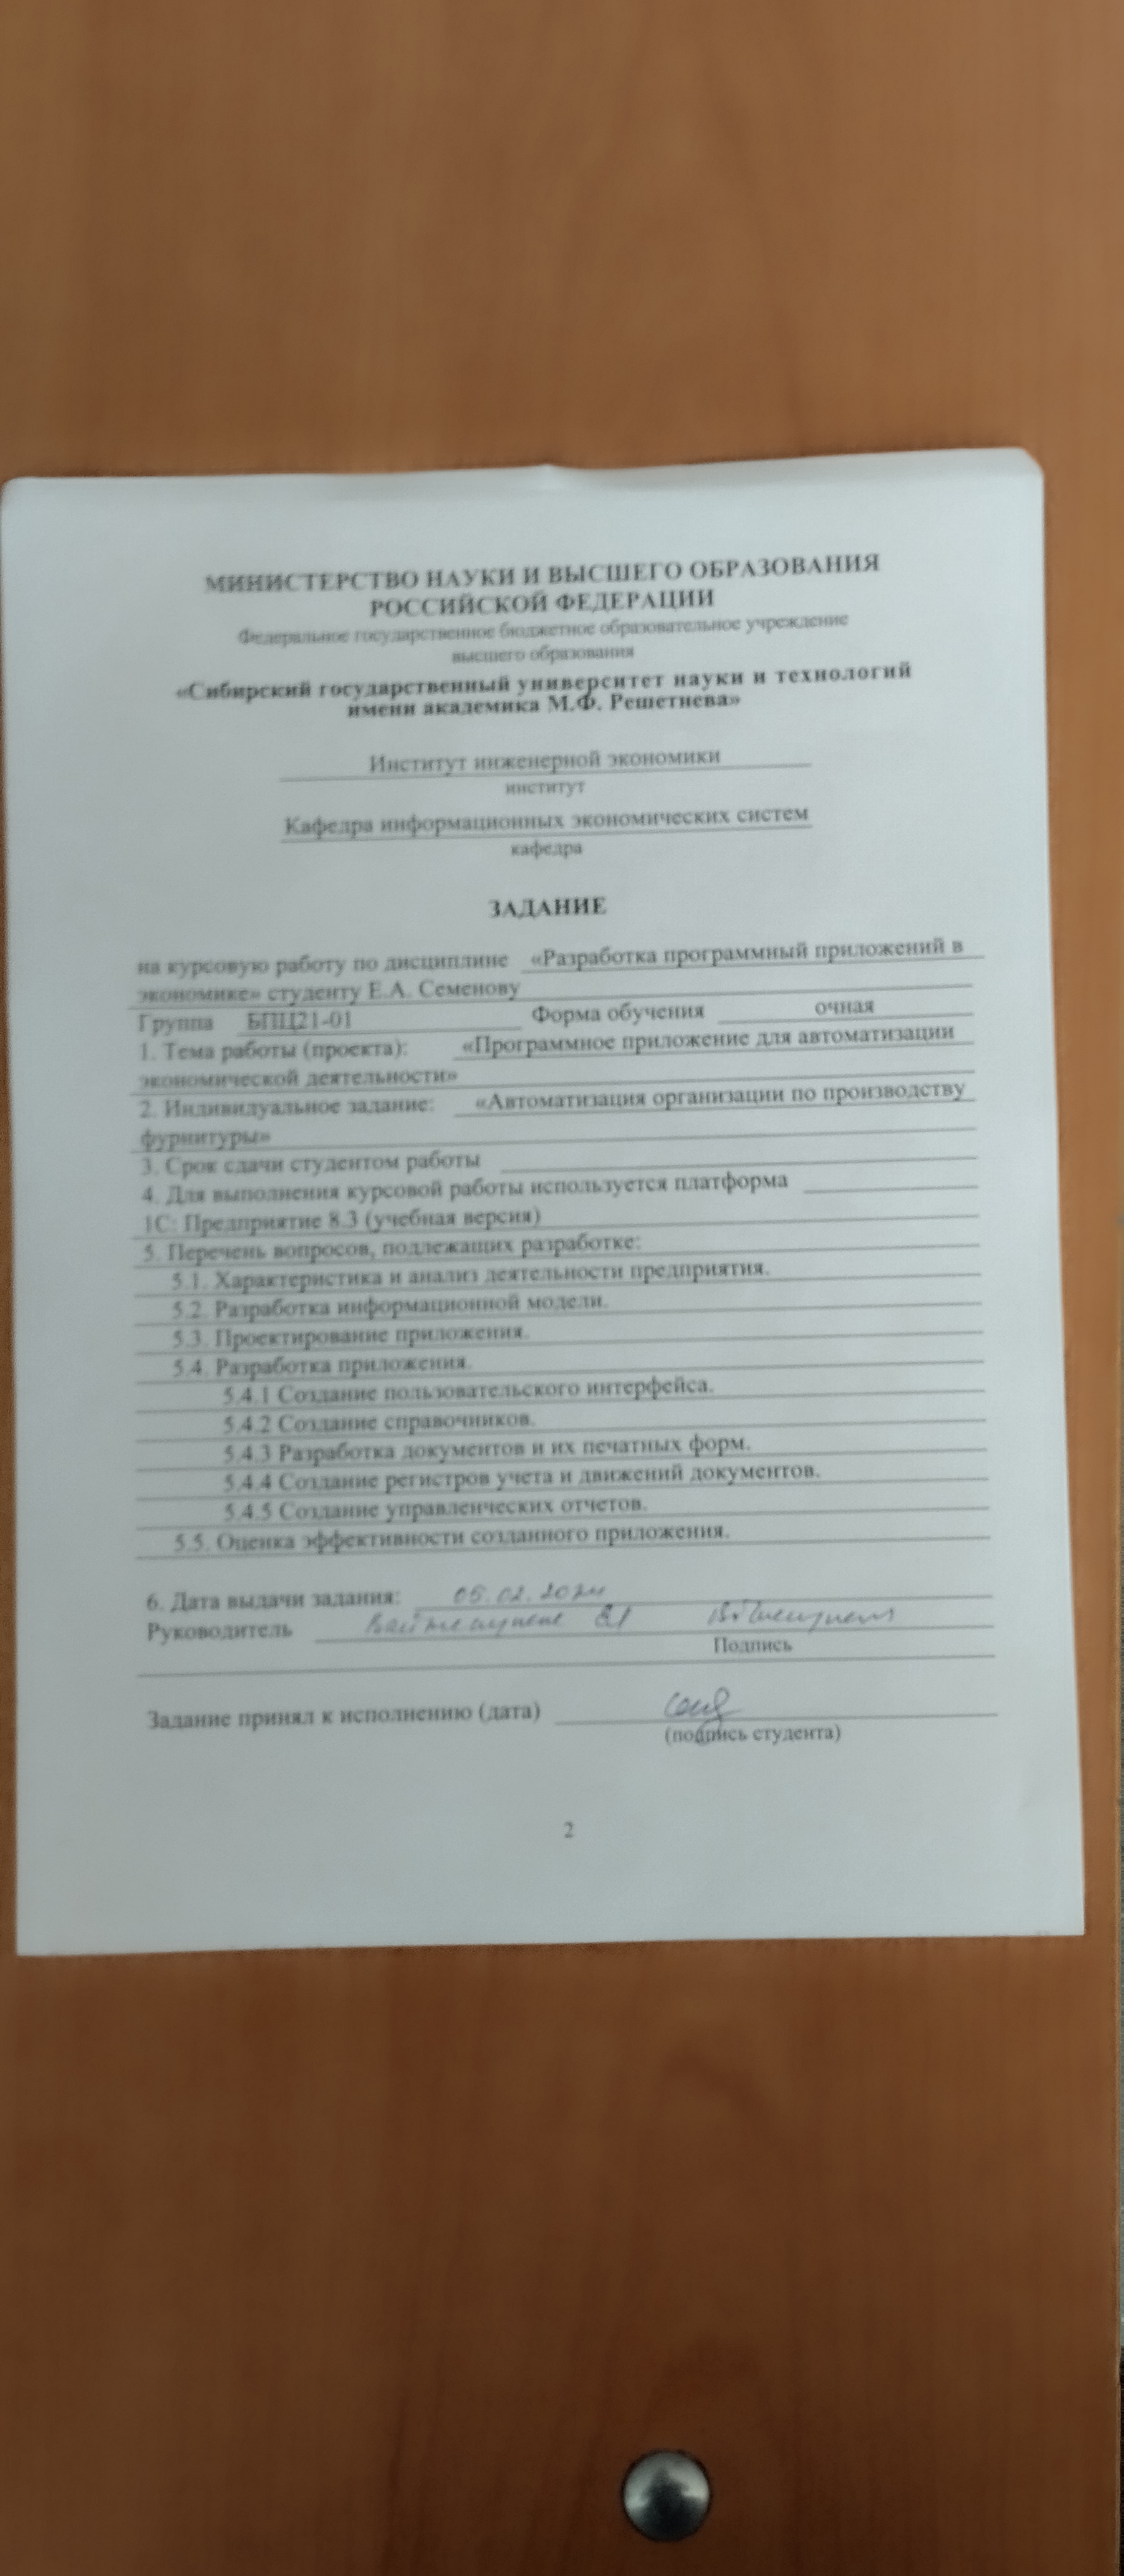 МИНИСТЕРСТВО НАУКИ И ВЫСШЕГО ОБРАЗОВАНИЯ
РОССИЙСКОЙ ФЕДЕРАЦИИ
Федеральное государственное бюджетное образовательное учреждение
высшего образования
«Сибирский государственный университет науки и технологий
имени академика М.Ф. Решетнева»
Институт инженерной экономики
институт
Кафедра информационных экономических систем
кафедра
ЗАДАНИЕ
на курсовую работу по дисциплине «Разработка программный приложений в
экономике» студенту Е.А. Семенову
Группа БПЦ21-01 Форма обучения очная
1. Тема работы (проекта): «Программное приложение для автоматизации
экономической деятельности»
2. Индивидуальное задание: «Автоматизация организации по производству
фурнитуры»
3. Срок сдачи студентом работы
4. Для выполнения курсовой работы используется платформа
1С: Предприятие 8.3 (учебная версия)
5. Перечень вопросов, подлежащих разработке:
5.1. Характеристика и анализ деятельности предприятия.
5.2. Разработка информационной модели.
5.3. Проектирование приложения.
5.4. Разработка приложения.
5.4.1 Создание пользовательского интерфейса.
5.4.2 Создание справочников.
5.4.3 Разработка документов и их печатных форм.
5.4.4 Создание регистров учета и движений документов.
5.4.5 Создание управленческих отчетов.
5.5. Оценка эффективности созданного приложения.
6. Дата выдачи задания: 05.02.2024
Руководитель
Подпись
Задание принял к исполнению (дата)
(подпись студента)
2